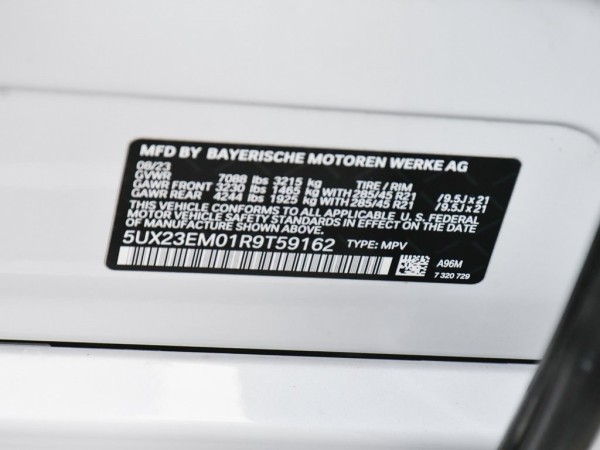 MFD BY BAYERISCHE MOTOREN WERKE AG
08/23
GVWR 7088 lbs 3215 kg TIRE / RIM
GAWR FRONT 3230 lbs 1465 kg WITH 285/45 R21 /9.5J×21
GAWR REAR 4244 lbs 1925 kg WITH 285/45 R21 /9.5J×21
THIS VEHICLE CONFORMS TO ALL APPLICABLE U. S. FEDERAL
MOTOR VEHICLE SAFETY STANDARDS IN EFFECT ON THE DATE
OF MANUFACTURE SHOWN ABOVE.
5UX23EM01R9T59162 TYPE: MPV
A96M
7 320 729